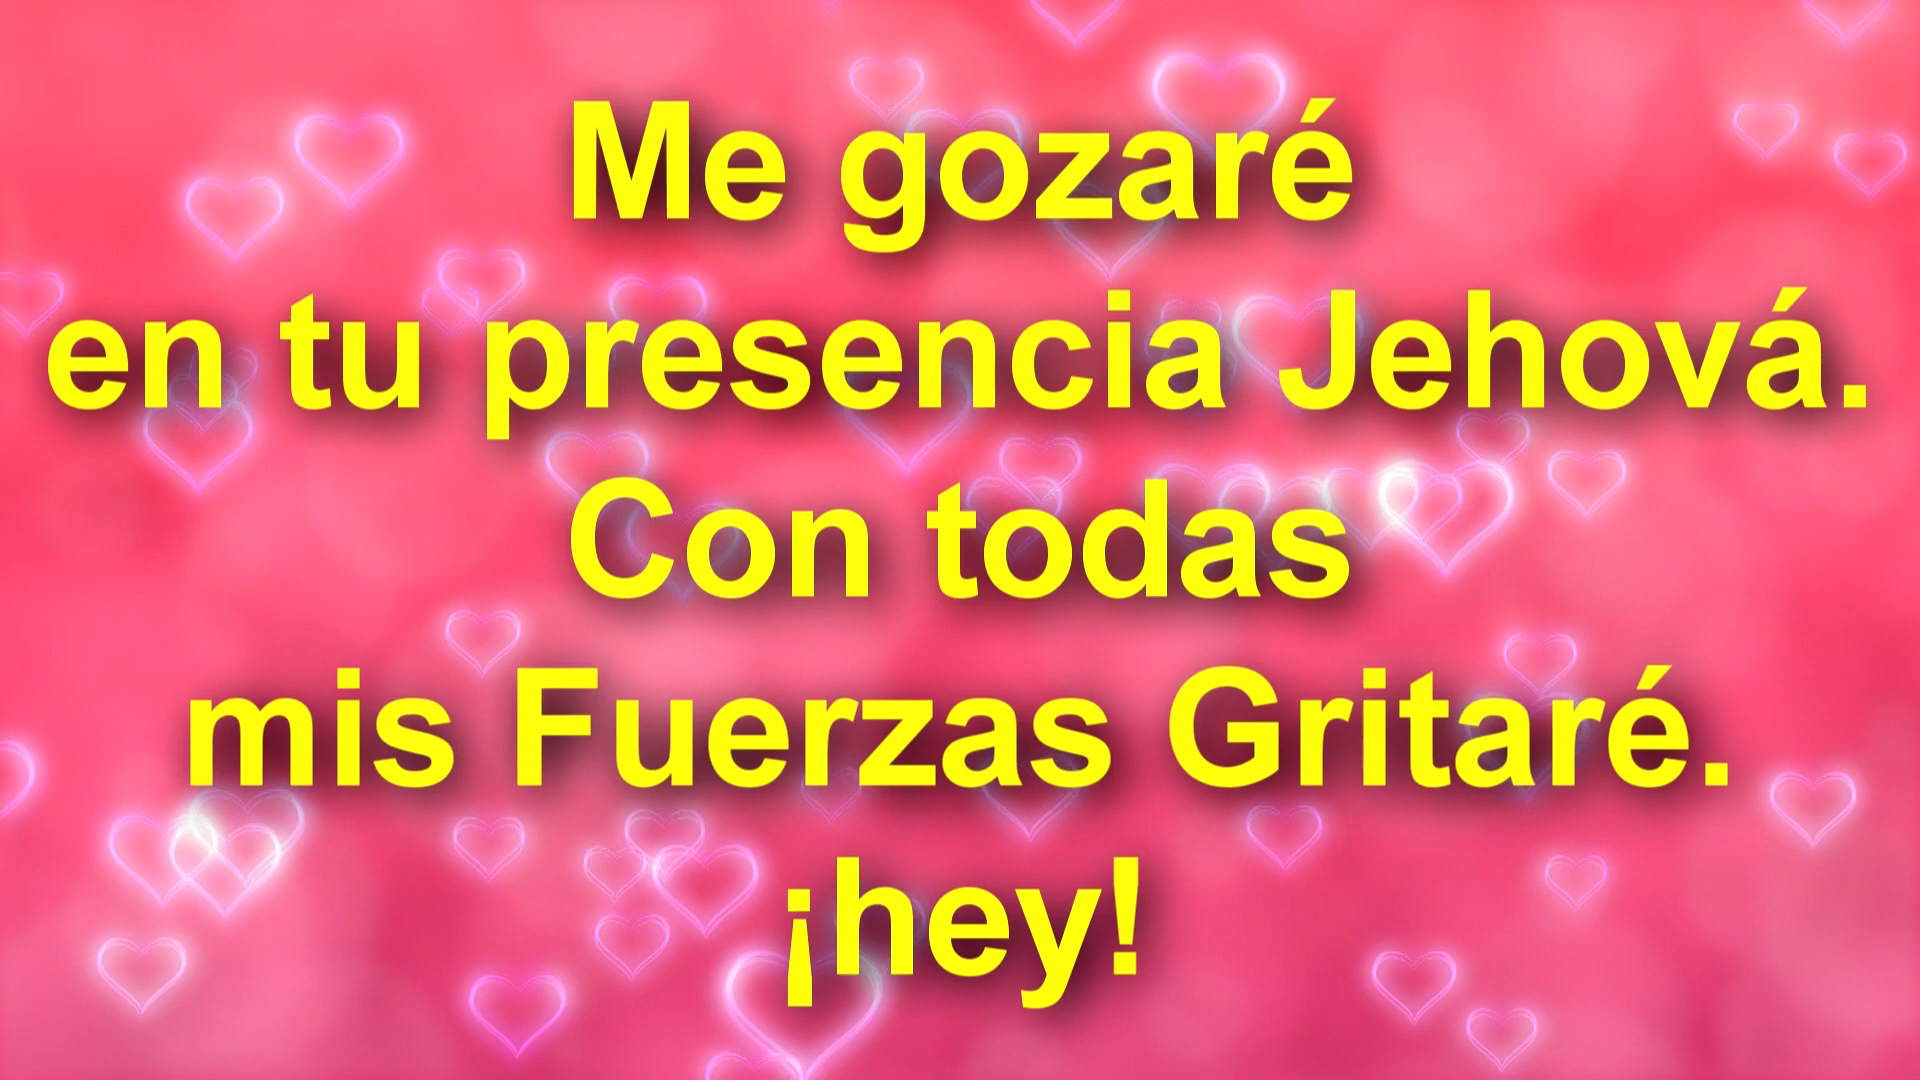 Me gozaré
en tu presencia Jehová.
Con todas
mis Fuerzas Gritaré.
¡hey!